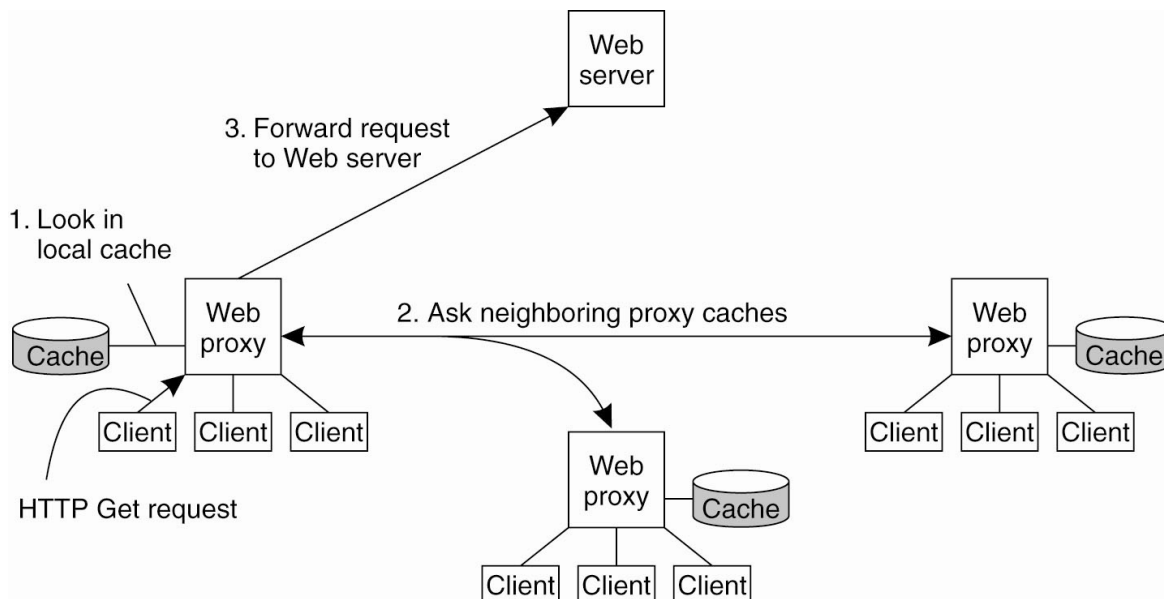 Web
server
3. Forward request
to Web server
1. Look in
local cache
Web
proxy
2. Ask neighboring proxy caches
Web
proxy
Cache
Cache
Client
Client
Client
Client
Client
Client
HTTP Get request
Web
proxy
Cache
Client
Client
Client